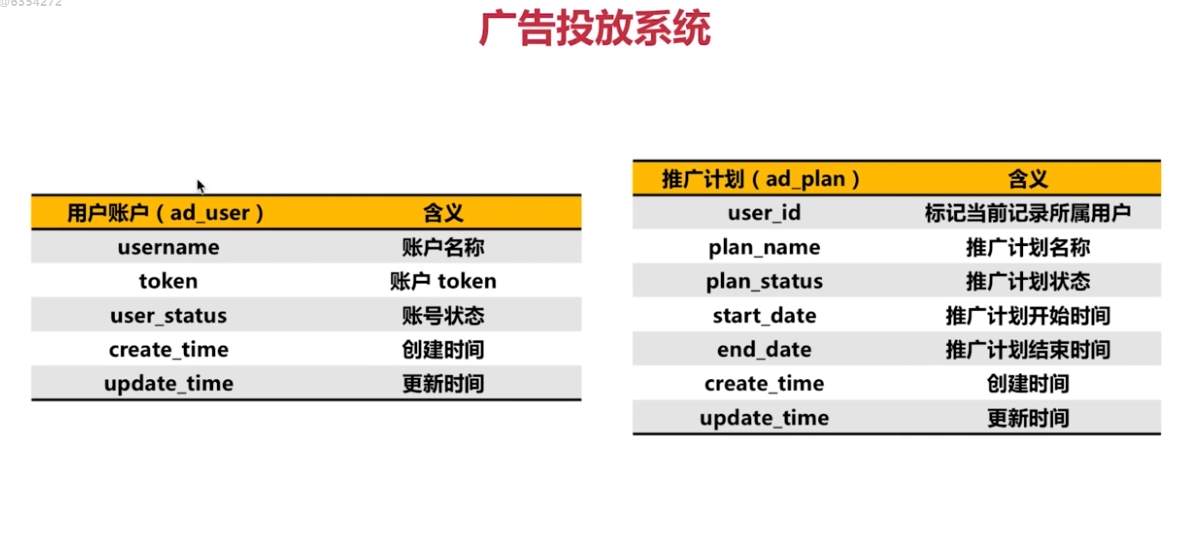 @6354272
广告投放系统
用户账户（ad_user） 含义
username 账户名称
token 账户 token
user_status 账号状态
create_time 创建时间
update_time 更新时间
推广计划（ad_plan） 含义
user_id 标记当前记录所属用户
plan_name 推广计划名称
plan_status 推广计划状态
start_date 推广计划开始时间
end_date 推广计划结束时间
create_time 创建时间
update_time 更新时间